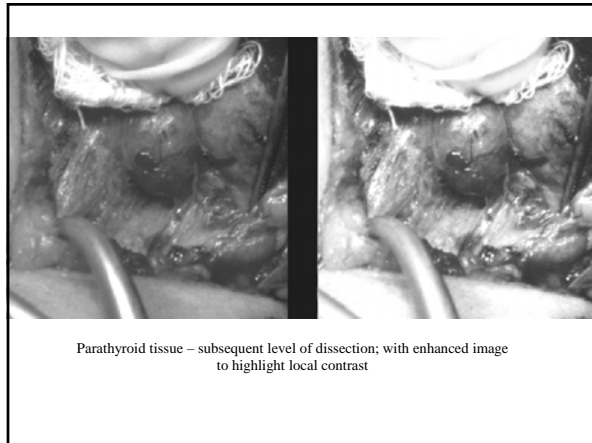 Parathyroid tissue – subsequent level of dissection; with enhanced image
to highlight local contrast